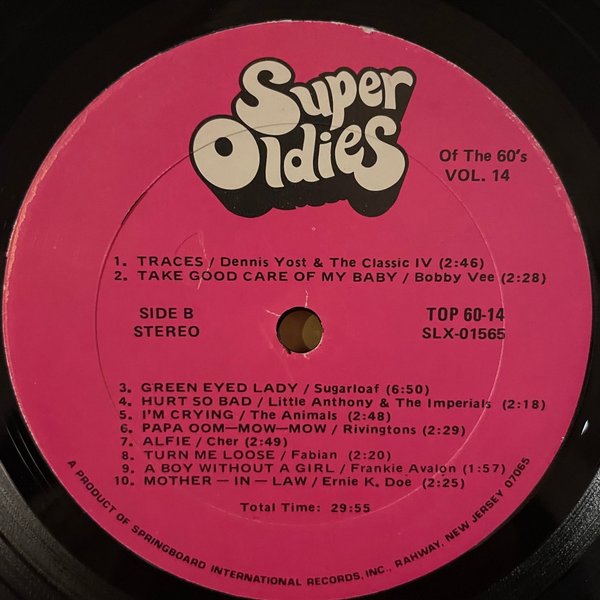 Super
Oldies
Of The 60's
VOL. 14
1. TRACES / Dennis Yost & The Classic IV (2:46)
2. TAKE GOOD CARE OF MY BABY / Bobby Vee (2:28)
SIDE B
STEREO
TOP 60-14
SLX-01565
3. GREEN EYED LADY / Sugarloaf (6:50)
4. HURT SO BAD / Little Anthony & The Imperials (2:18)
5. I'M CRYING / The Animals (2:48)
6. PAPA OOM—MOW—MOW / Rivingtons (2:29)
7. ALFIE / Cher (2:49)
8. TURN ME LOOSE / Fabian (2:20)
9. A BOY WITHOUT A GIRL / Frankie Avalon (1:57)
10. MOTHER — IN — LAW / Ernie K. Doe (2:25)
Total Time: 29:55
A PRODUCT OF SPRINGBOARD INTERNATIONAL RECORDS, INC., RAHWAY, NEW JERSEY 07065